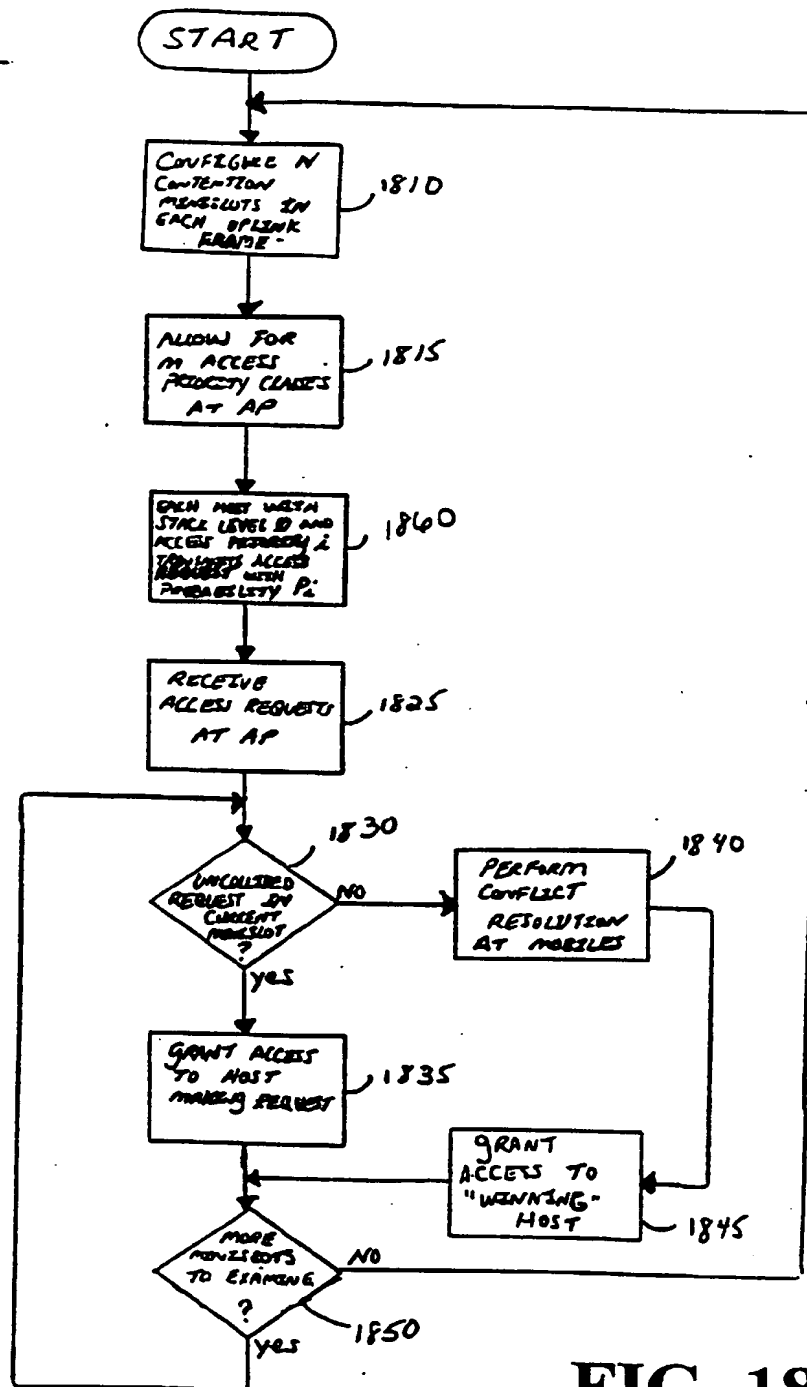 START
CONFIGURE N
CONTENTION
MINISLOTS IN
EACH UPLINK
FRAME-
1810
ALLOW FOR
M ACCESS
PRIORITY CLASSES
AT AP
1815
EACH HOST WITH
STACK LEVEL 0 AND
ACCESS PRIORITY i
TRANSMITS ACCESS
REQUEST WITH
PROBABILITY Pi
1860
RECEIVE
ACCESS REQUESTS
AT AP
1825
1830
UNCOLLIDED
REQUEST IN
CURRENT
MINISLOT
?
NO
yes
PERFORM
CONFLICT
RESOLUTION
AT MOBILES
1840
GRANT ACCESS
TO HOST
MAKING REQUEST
1835
GRANT
ACCESS TO
"WINNING-
HOST
1845
MORE
MINISLOTS
TO EXAMINE
?
NO
1850
yes
FIG. 18